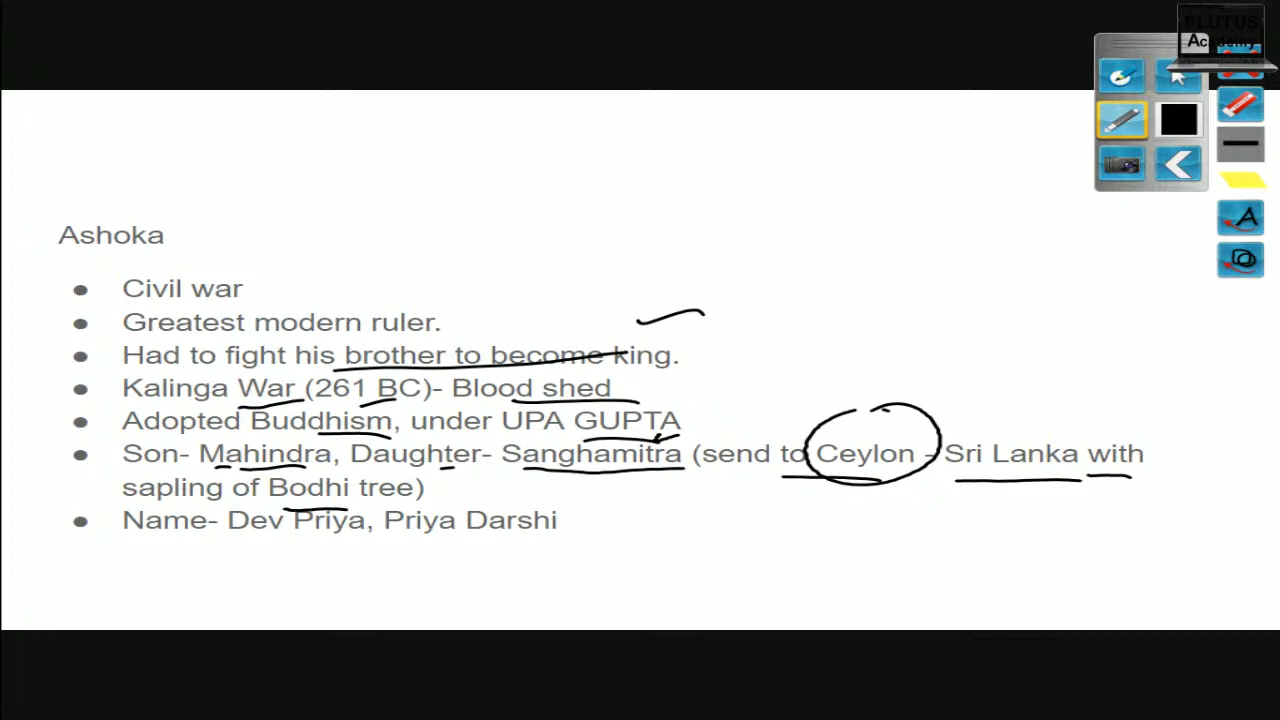 PLUTUS
Academy
Ashoka
● Civil war
● Greatest modern ruler.
● Had to fight his brother to become king.
● Kalinga War (261 BC)- Blood shed
● Adopted Buddhism, under UPA GUPTA
● Son- Mahindra, Daughter- Sanghamitra (send to Ceylon - Sri Lanka with
sapling of Bodhi tree)
● Name- Dev Priya, Priya Darshi